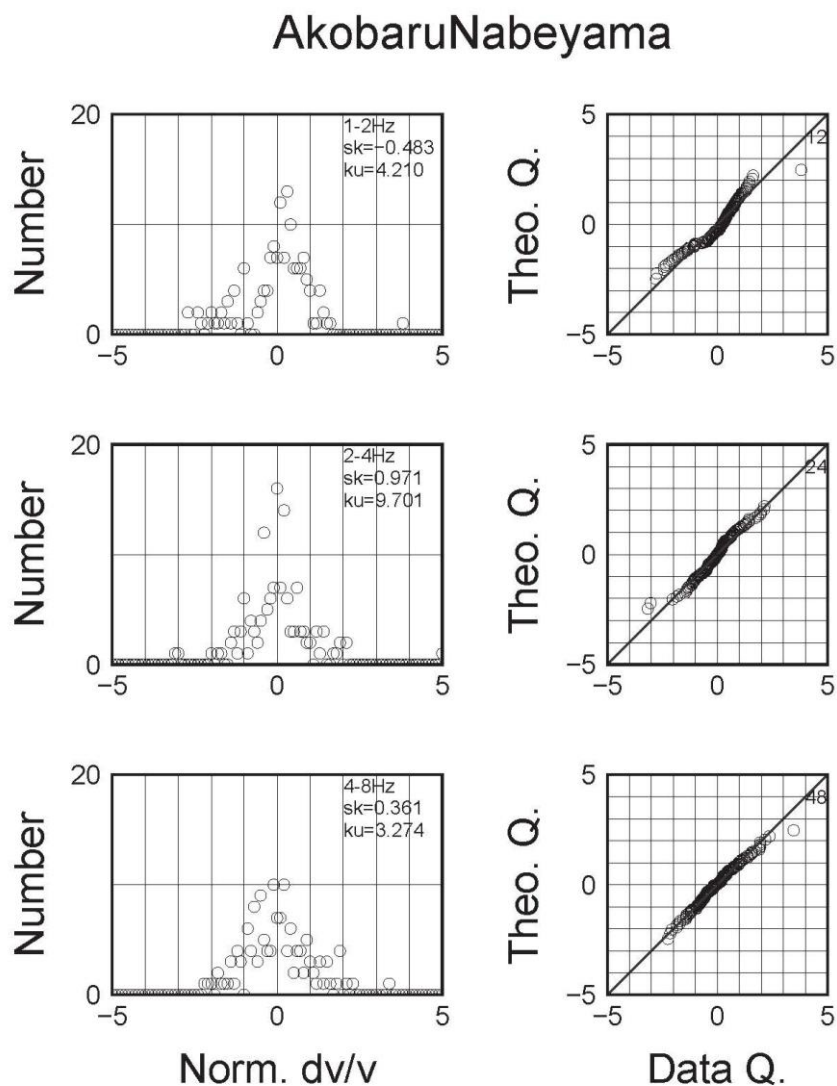 AkobaruNabeyama
20
1-2Hz
sk=−0.483
ku=4.210
Number
0
−5
0
5
5
12
Theo. Q.
0
−5
−5
0
5
20
2-4Hz
sk=0.971
ku=9.701
Number
0
−5
0
5
5
24
Theo. Q.
0
−5
−5
0
5
20
4-8Hz
sk=0.361
ku=3.274
Number
0
−5
0
5
Norm. dv/v
5
48
Theo. Q.
0
−5
−5
0
5
Data Q.